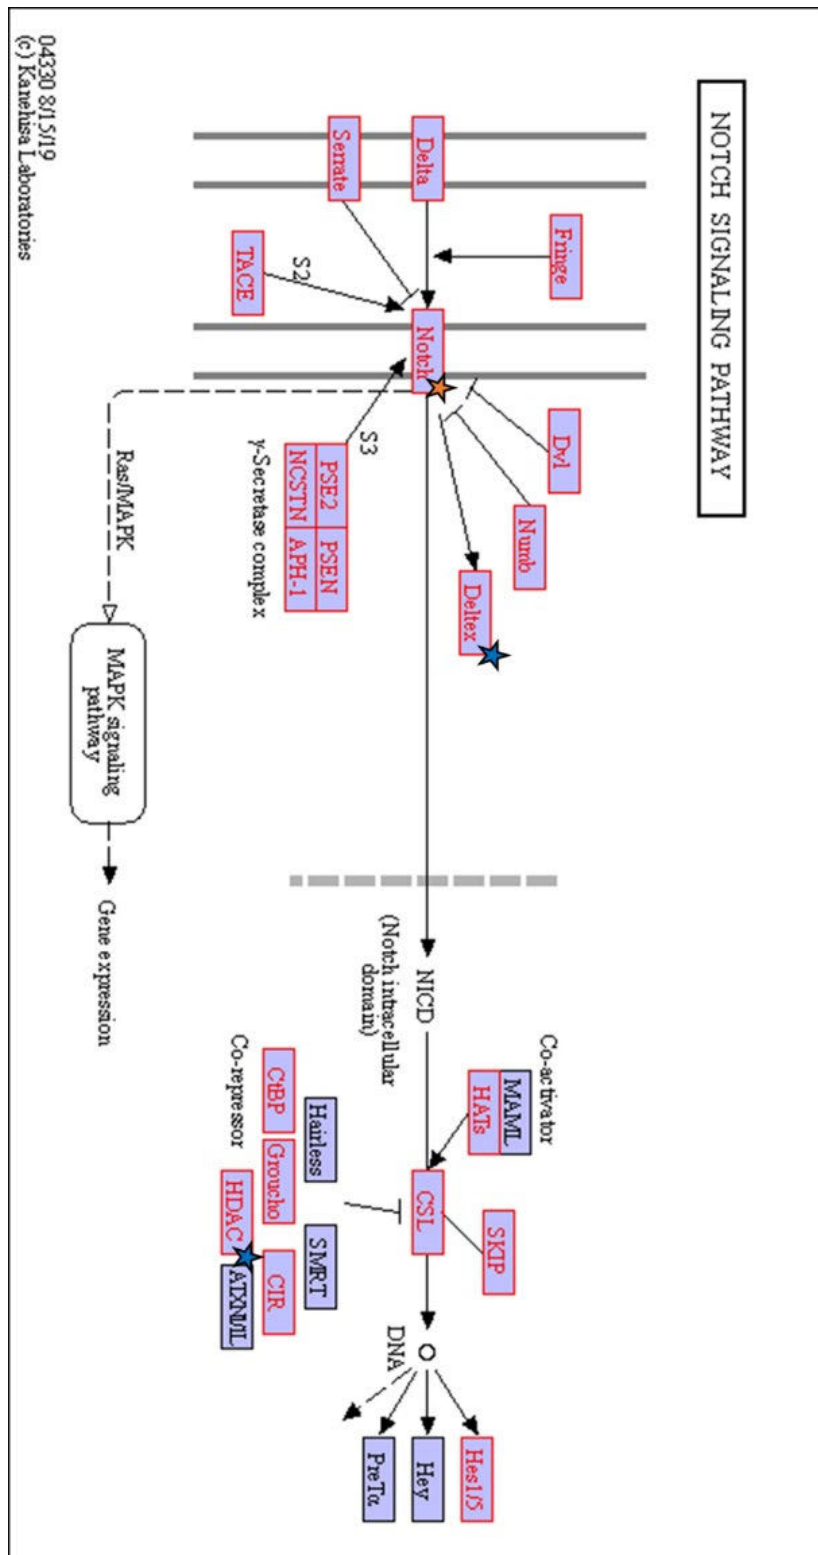 NOTCH SIGNALING PATHWAY
Fringe
Delta
Serrate
Notch
TACE
S2
S3
Dvl
Numb
Deltex
PSE2
PSEN
NCSTN
APH-1
γ-Secretase complex
Ras/MAPK
MAPK signaling
pathway
Gene expression
NICD
(Notch intracellular
domain)
Co-activator
MAML
HATs
SKIP
CSL
Hairless
SMRT
CtBP
Groucho
CIR
HDAC
ATXN1/1L
Co-repressor
DNA
Hes1/5
Hey
PreTα
04330 8/15/19
(c) Kanehisa Laboratories